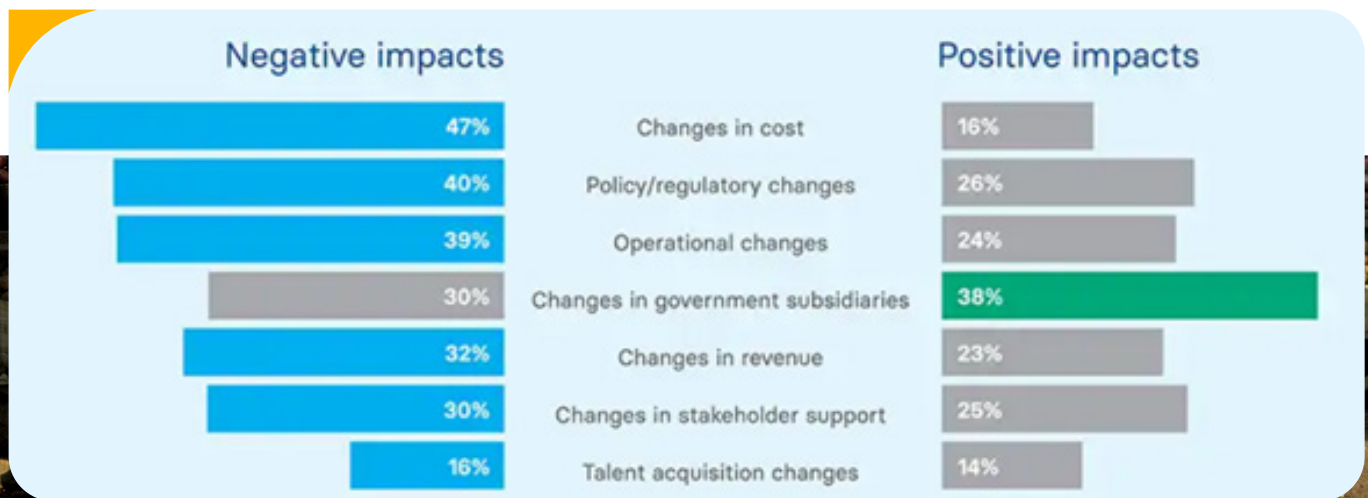 Negative impacts Positive impacts
47% Changes in cost 16%
40% Policy/regulatory changes 26%
39% Operational changes 24%
30% Changes in government subsidiaries 38%
32% Changes in revenue 23%
30% Changes in stakeholder support 25%
16% Talent acquisition changes 14%